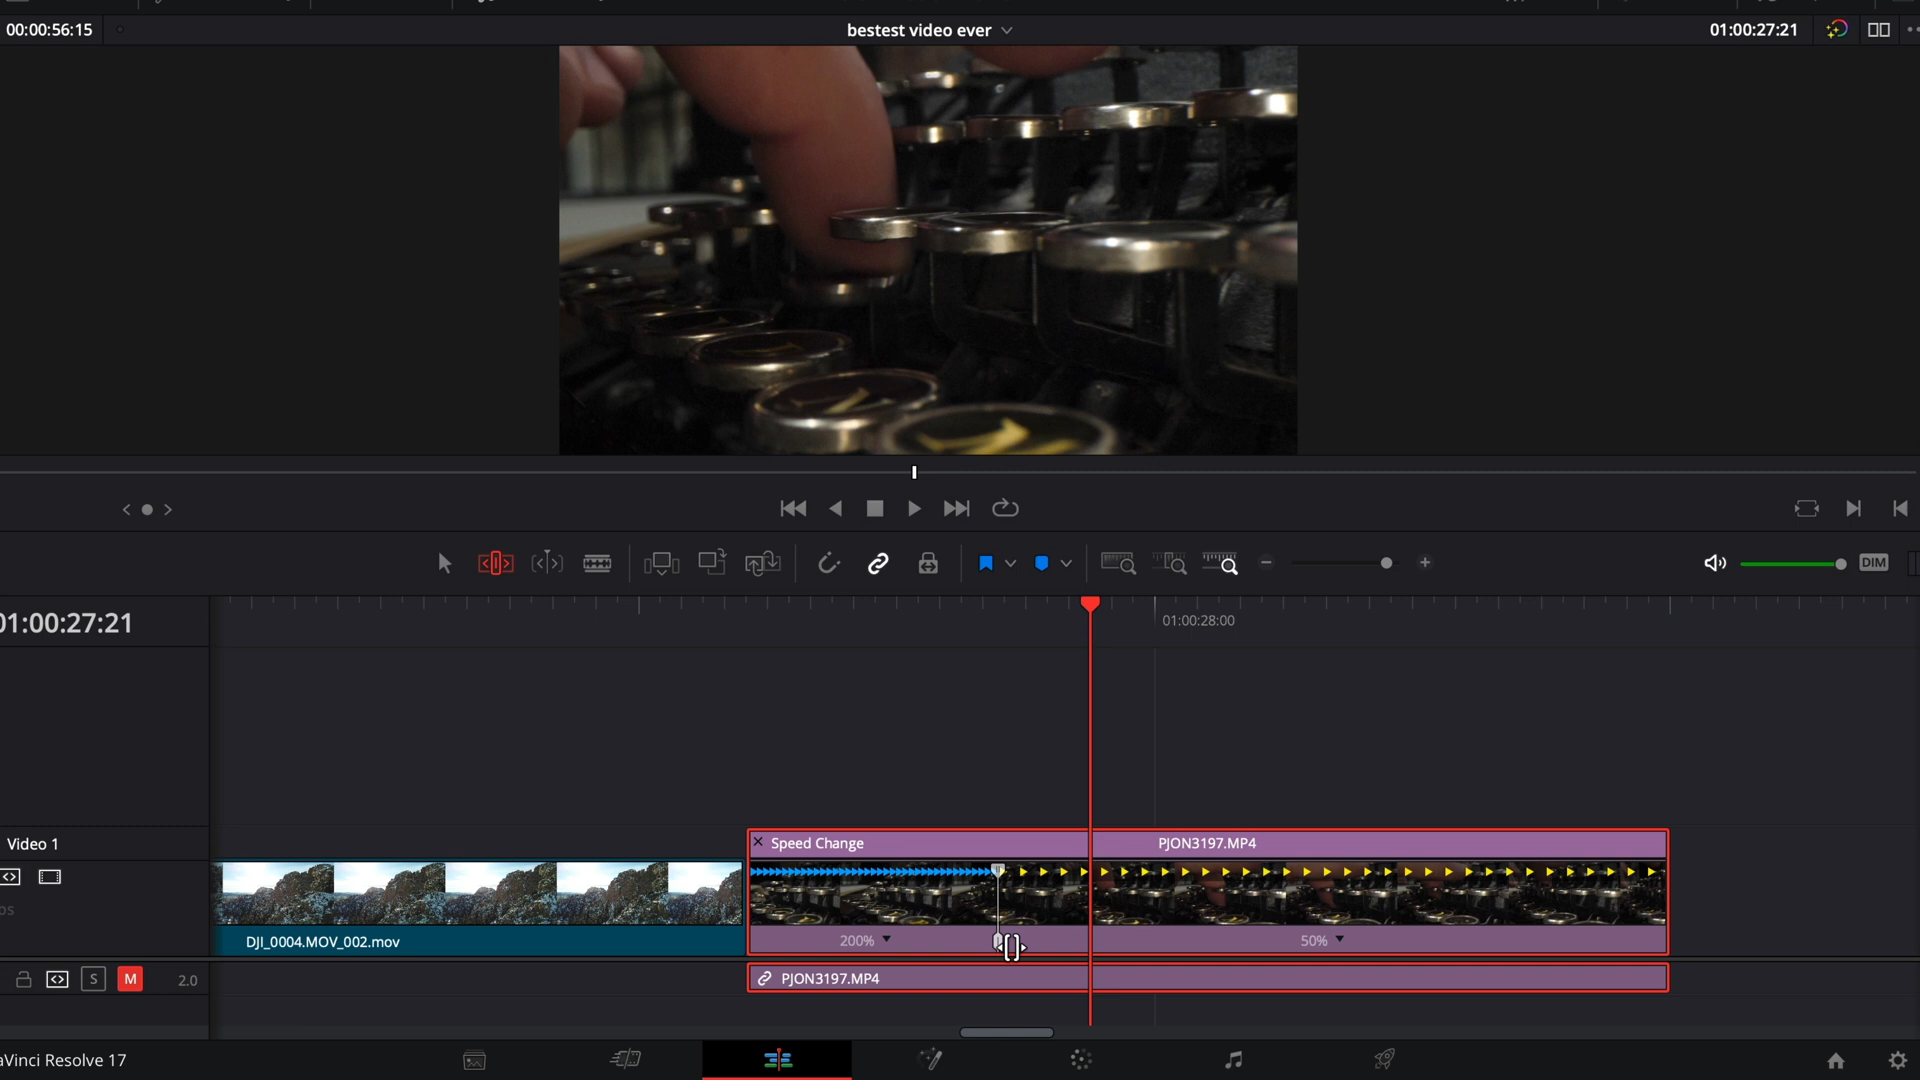 00:00:56:15
bestest video ever
01:00:27:21
DIM
01:00:27:21
01:00:28:00
Video 1
Speed Change
PJON3197.MP4
200%
50%
DJI_0004.MOV_002.mov
S
M
2.0
PJON3197.MP4
aVinci Resolve 17